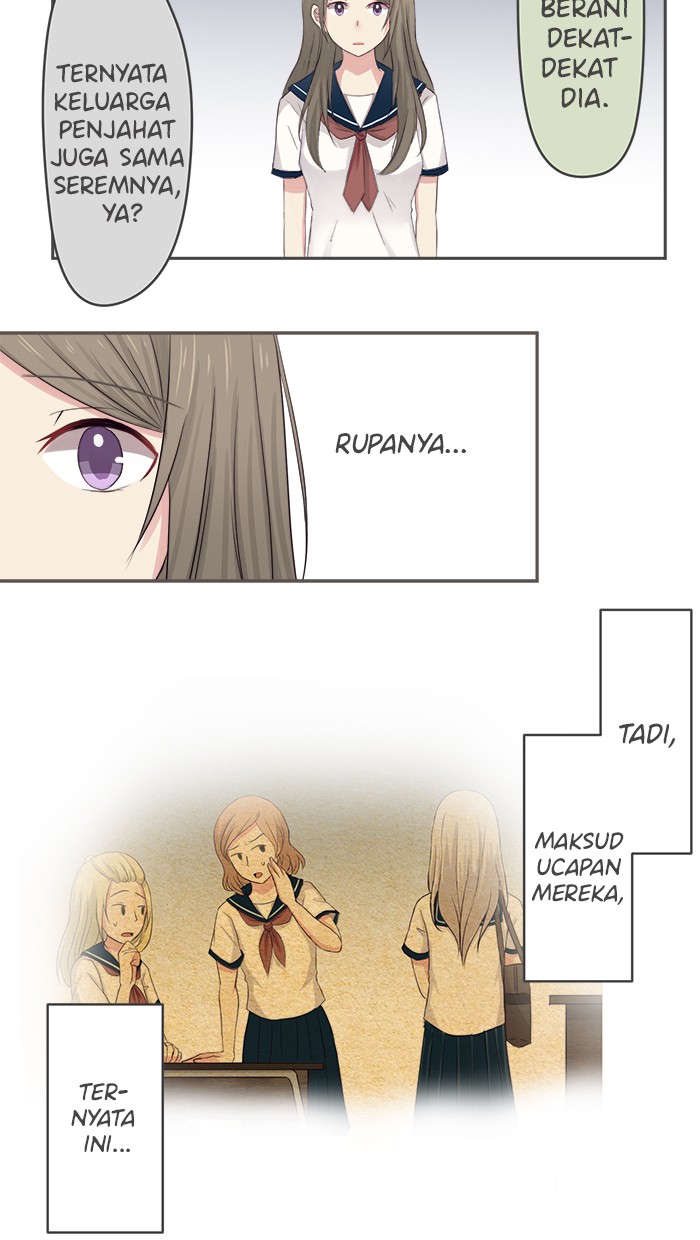 BERANI
DEKAT-
DEKAT
DIA.
TERNYATA
KELUARGA
PENJAHAT
JUGA SAMA
SEREMNYA,
YA?
RUPANYA...
TADI,
MAKSUD
UCAPAN
MEREKA,
TER-
NYATA
INI...